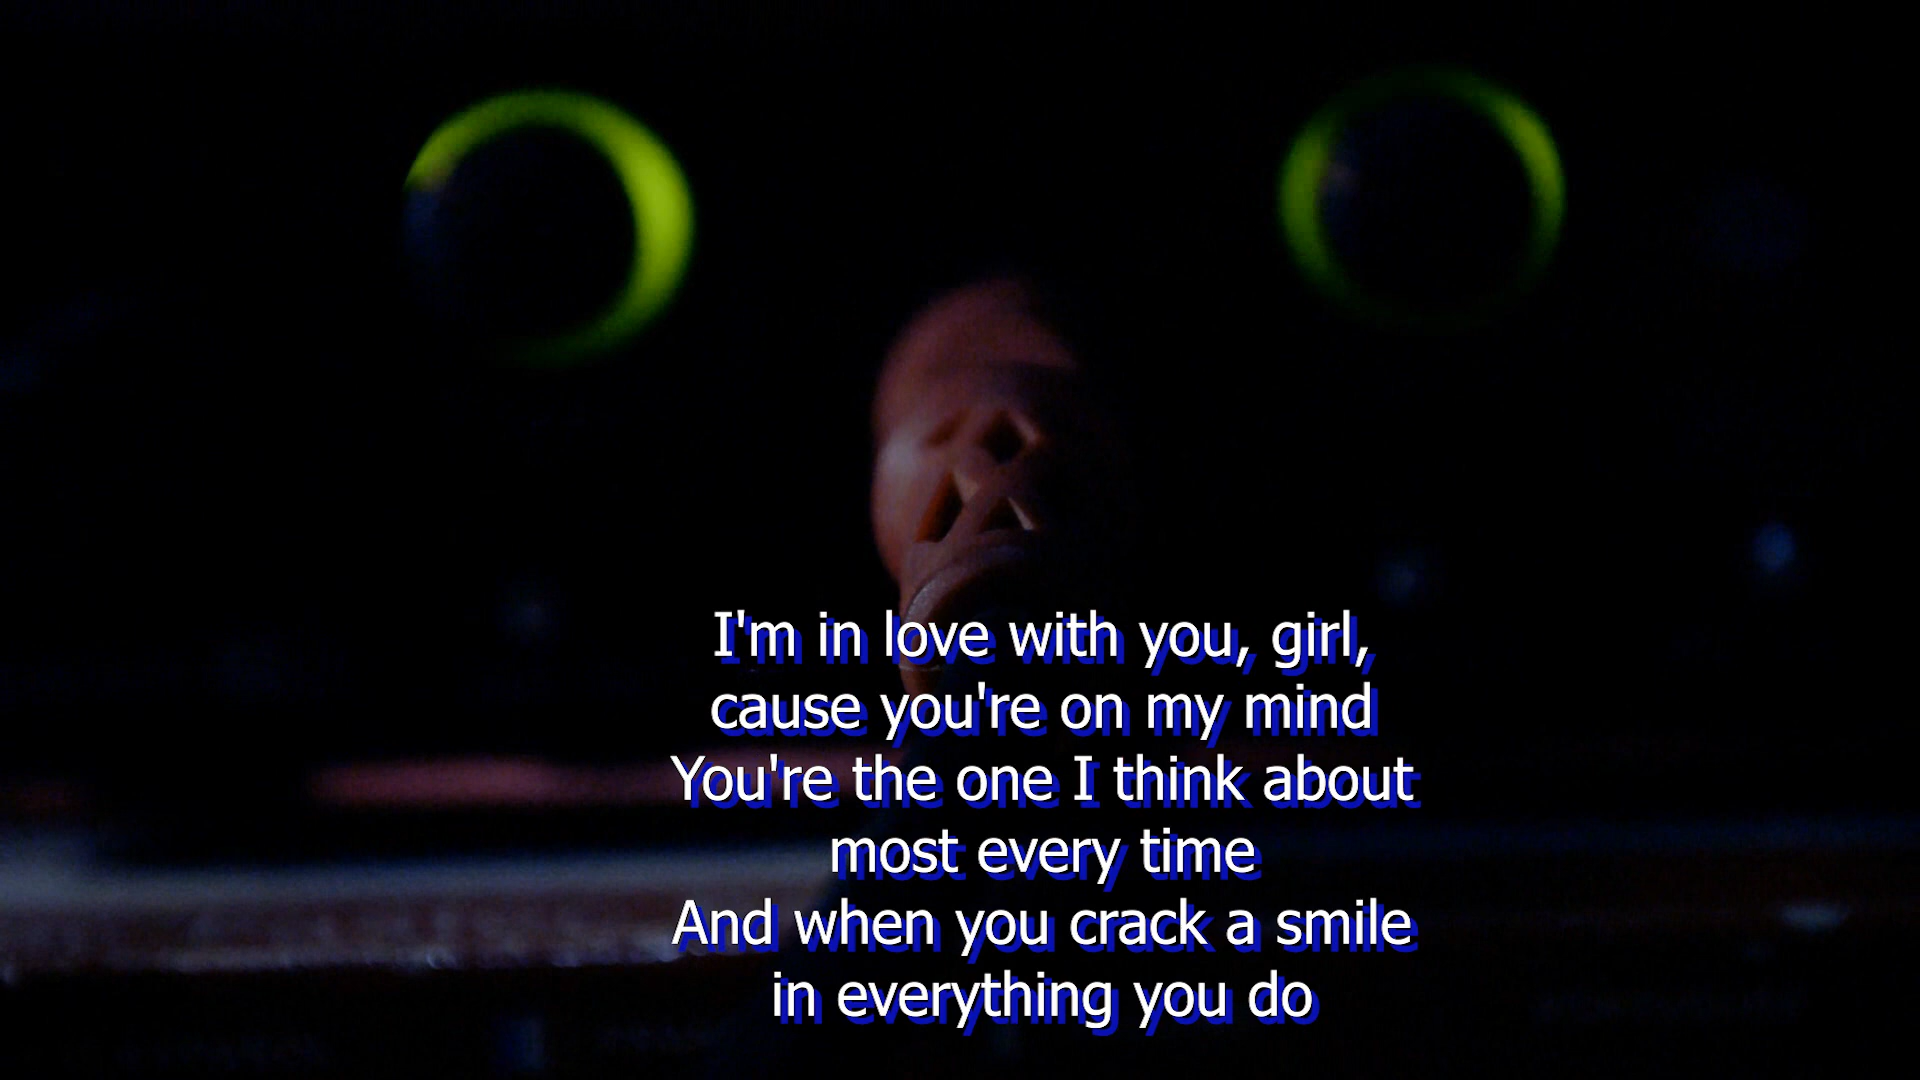 I'm in love with you, girl,
cause you're on my mind
You're the one I think about
most every time
And when you crack a smile
in everything you do